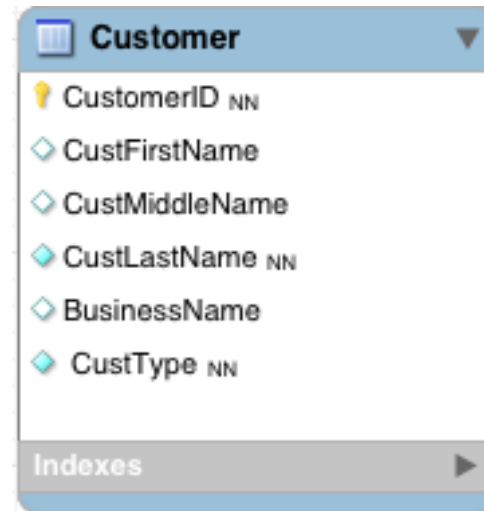 Customer
CustomerID NN
CustFirstName
CustMiddleName
CustLastName NN
BusinessName
CustType NN
Indexes